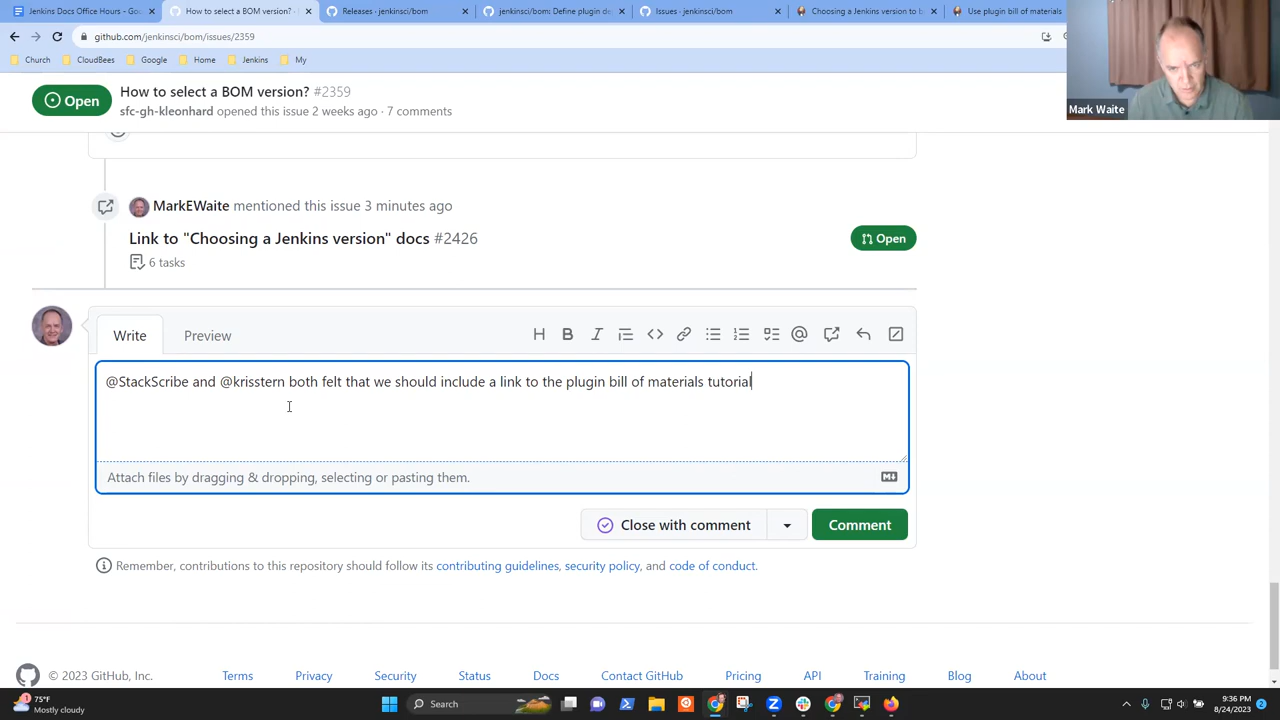 Jenkins Docs Office Hours - Goo
How to select a BOM version? -
Releases · jenkinsci/bom
jenkinsci/bom: Define plugin de
Issues · jenkinsci/bom
Choosing a Jenkins version to b
Use plugin bill of materials
github.com/jenkinsci/bom/issues/2359
Church
CloudBees
Google
Home
Jenkins
My
Mark Waite
Open
How to select a BOM version? #2359
sfc-gh-kleonhard opened this issue 2 weeks ago · 7 comments
MarkEWaite mentioned this issue 3 minutes ago
Link to "Choosing a Jenkins version" docs #2426
Open
6 tasks
Write
Preview
@StackScribe and @krisstern both felt that we should include a link to the plugin bill of materials tutorial
Attach files by dragging & dropping, selecting or pasting them.
Close with comment
Comment
Remember, contributions to this repository should follow its contributing guidelines, security policy, and code of conduct.
© 2023 GitHub, Inc.
Terms
Privacy
Security
Status
Docs
Contact GitHub
Pricing
API
Training
Blog
About
75°F
Mostly cloudy
Search
9:36 PM
8/24/2023